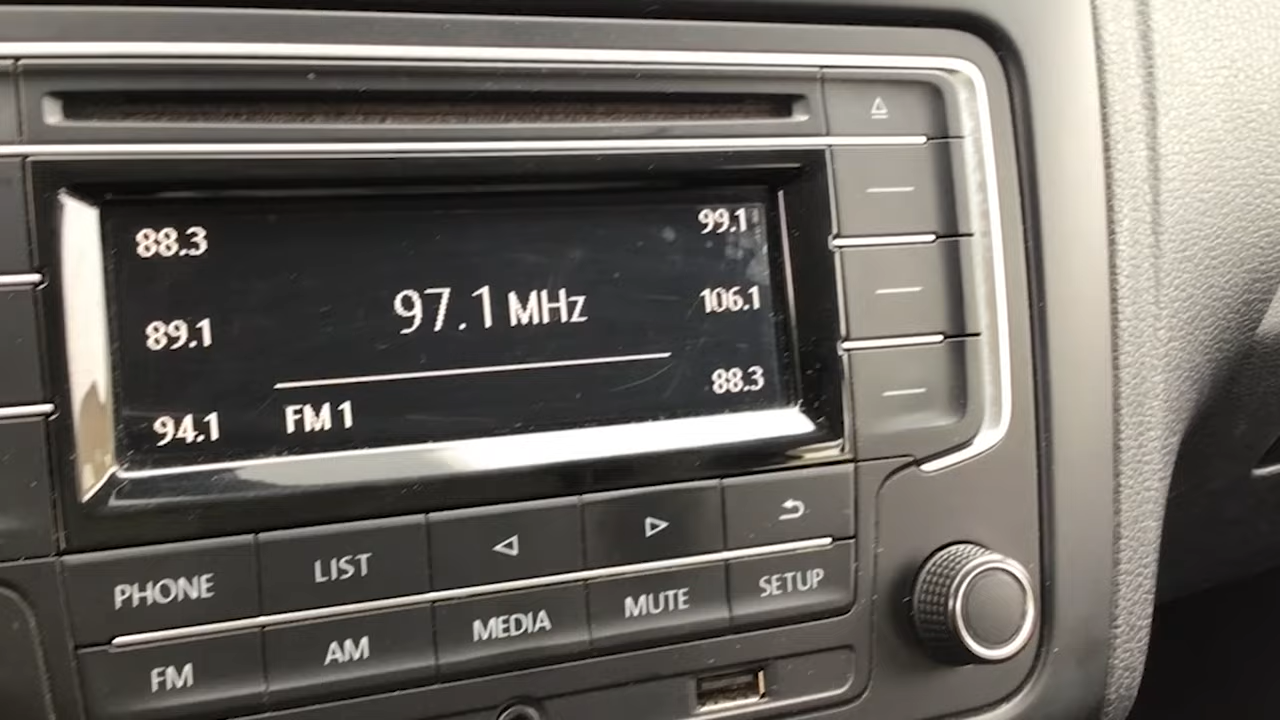 88.3
99.1
97.1 MHz
106.1
89.1
88.3
94.1
FM 1
PHONE
LIST
FM
AM
MEDIA
MUTE
SETUP